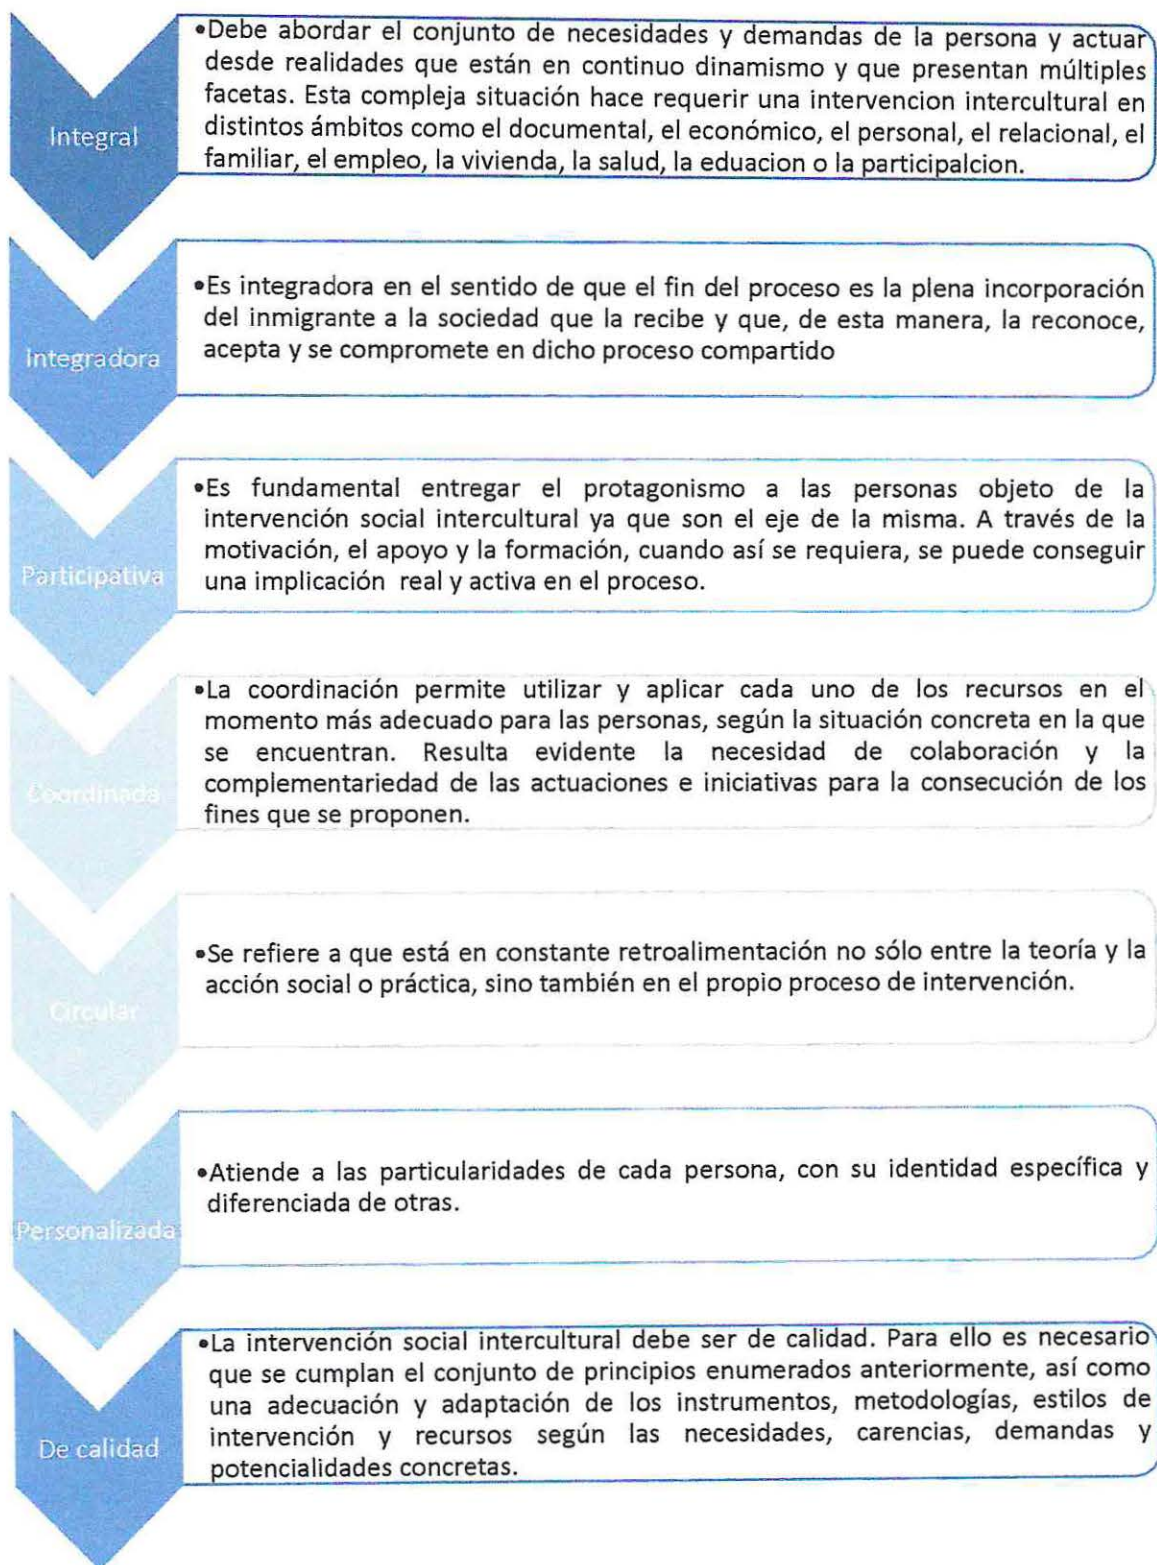 Integral
•Debe abordar el conjunto de necesidades y demandas de la persona y actuar
desde realidades que están en continuo dinamismo y que presentan múltiples
facetas. Esta compleja situación hace requerir una intervencion intercultural en
distintos ámbitos como el documental, el económico, el personal, el relacional, el
familiar, el empleo, la vivienda, la salud, la eduacion o la participalcion.
Integradora
•Es integradora en el sentido de que el fin del proceso es la plena incorporación
del inmigrante a la sociedad que la recibe y que, de esta manera, la reconoce,
acepta y se compromete en dicho proceso compartido
Participativa
•Es fundamental entregar el protagonismo a las personas objeto de la
intervención social intercultural ya que son el eje de la misma. A través de la
motivación, el apoyo y la formación, cuando así se requiera, se puede conseguir
una implicación real y activa en el proceso.
Coordinada
•La coordinación permite utilizar y aplicar cada uno de los recursos en el
momento más adecuado para las personas, según la situación concreta en la que
se encuentran. Resulta evidente la necesidad de colaboración y la
complementariedad de las actuaciones e iniciativas para la consecución de los
fines que se proponen.
Circular
•Se refiere a que está en constante retroalimentación no sólo entre la teoría y la
acción social o práctica, sino también en el propio proceso de intervención.
Personalizada
•Atiende a las particularidades de cada persona, con su identidad específica y
diferenciada de otras.
De calidad
•La intervención social intercultural debe ser de calidad. Para ello es necesario
que se cumplan el conjunto de principios enumerados anteriormente, así como
una adecuación y adaptación de los instrumentos, metodologías, estilos de
intervención y recursos según las necesidades, carencias, demandas y
potencialidades concretas.